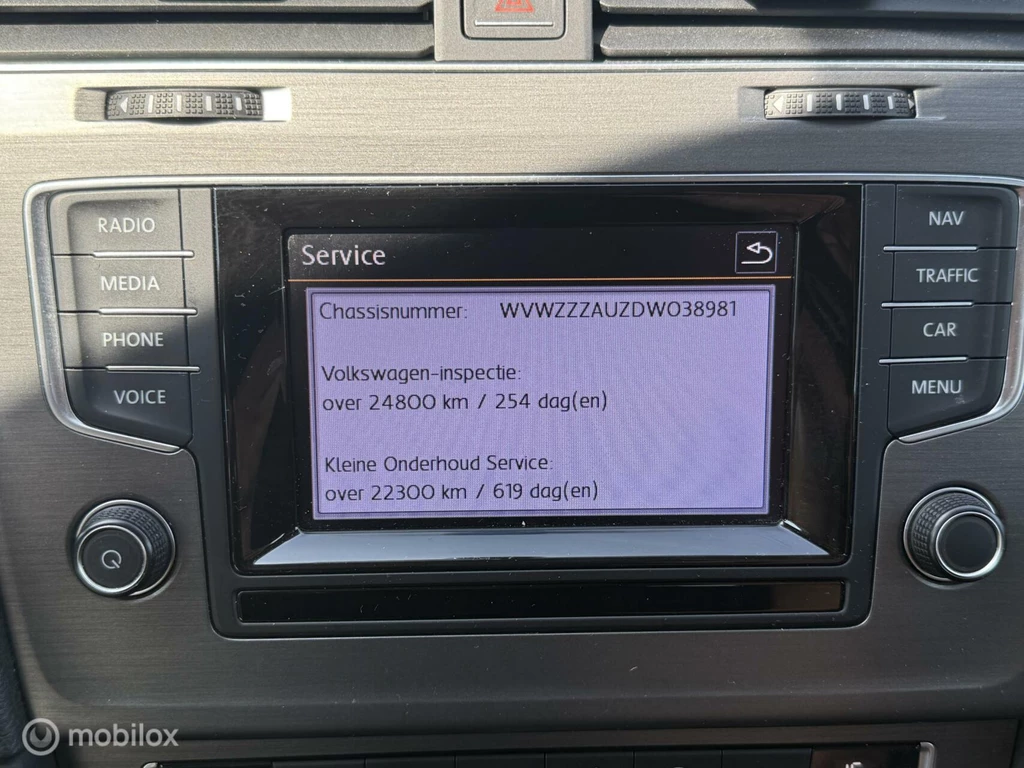 RADIO
MEDIA
PHONE
VOICE
Service
Chassisnummer: WVWZZZAUZDW038981
Volkswagen-inspectie:
over 24800 km / 254 dag(en)
Kleine Onderhoud Service:
over 22300 km / 619 dag(en)
NAV
TRAFFIC
CAR
MENU
mobilox